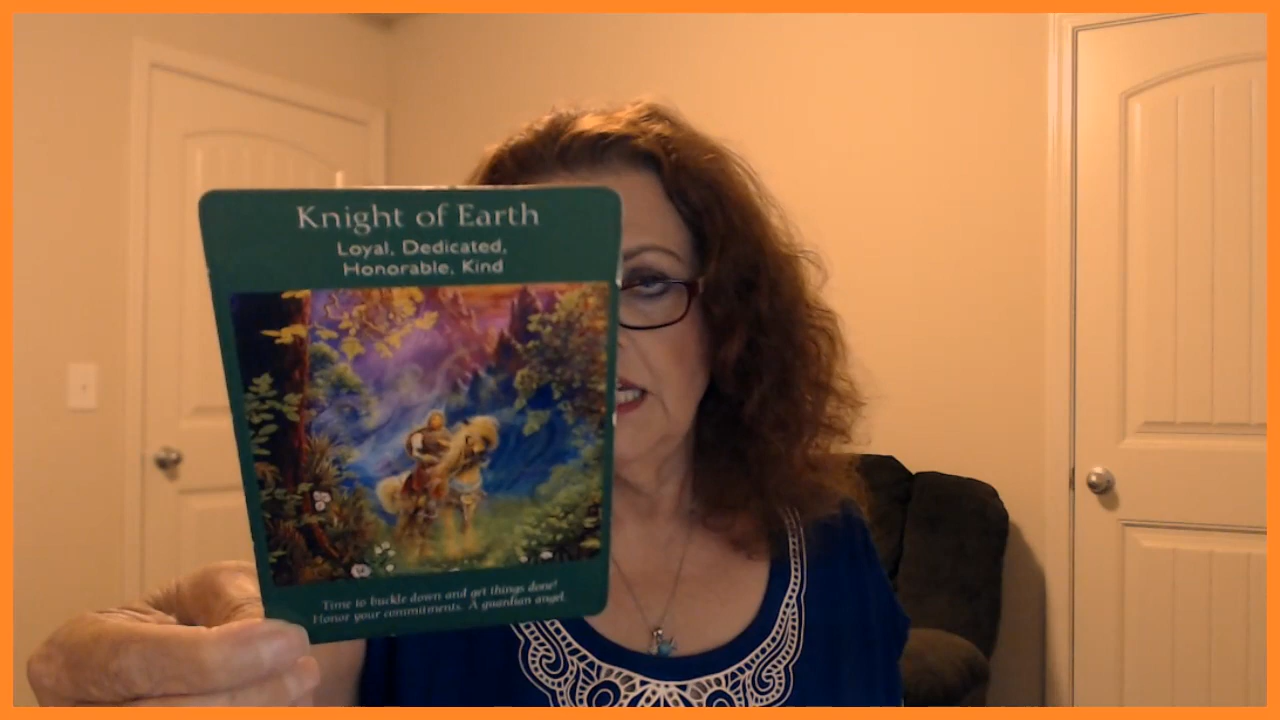 Knight of Earth
Loyal, Dedicated,
Honorable, Kind
Time to buckle down and get things done!
Honor your commitments. A guardian angel.